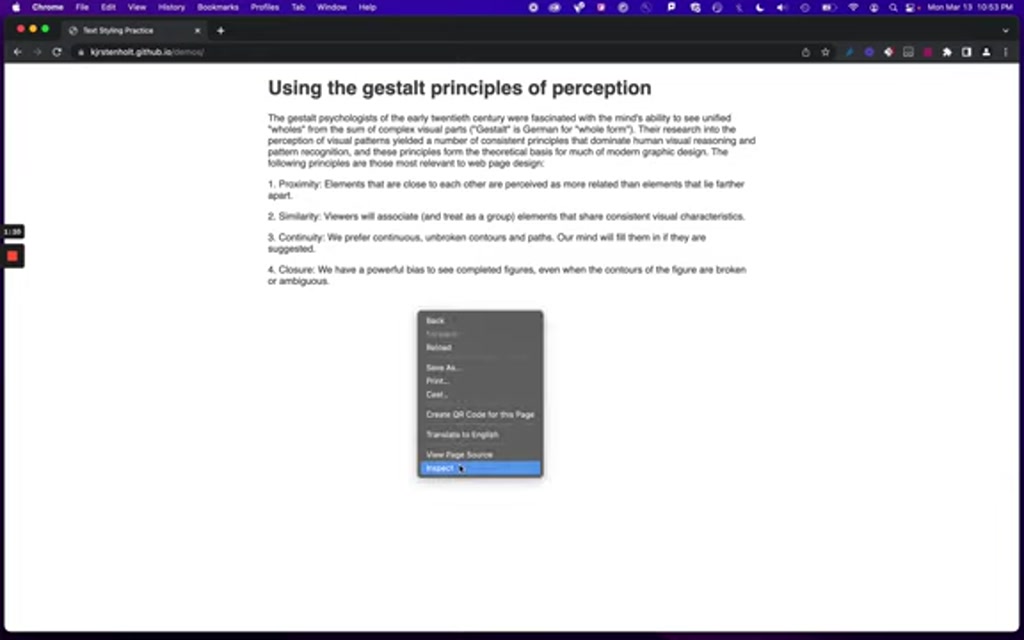 Chrome File Edit View History Bookmarks Profiles Tab Window Help Mon Mar 13 10:53 PM
Text Styling Practice
kjrstenholt.github.io/demos/
Using the gestalt principles of perception
The gestalt psychologists of the early twentieth century were fascinated with the mind's ability to see unified
"wholes" from the sum of complex visual parts ("Gestalt" is German for "whole form"). Their research into the
perception of visual patterns yielded a number of consistent principles that dominate human visual reasoning and
pattern recognition, and these principles form the theoretical basis for much of modern graphic design. The
following principles are those most relevant to web page design:
1. Proximity: Elements that are close to each other are perceived as more related than elements that lie farther
apart.
2. Similarity: Viewers will associate (and treat as a group) elements that share consistent visual characteristics.
3. Continuity: We prefer continuous, unbroken contours and paths. Our mind will fill them in if they are
suggested.
4. Closure: We have a powerful bias to see completed figures, even when the contours of the figure are broken
or ambiguous.
Back
Forward
Reload
Save As...
Print...
Cast...
Create QR Code for this Page
Translate to English
View Page Source
Inspect